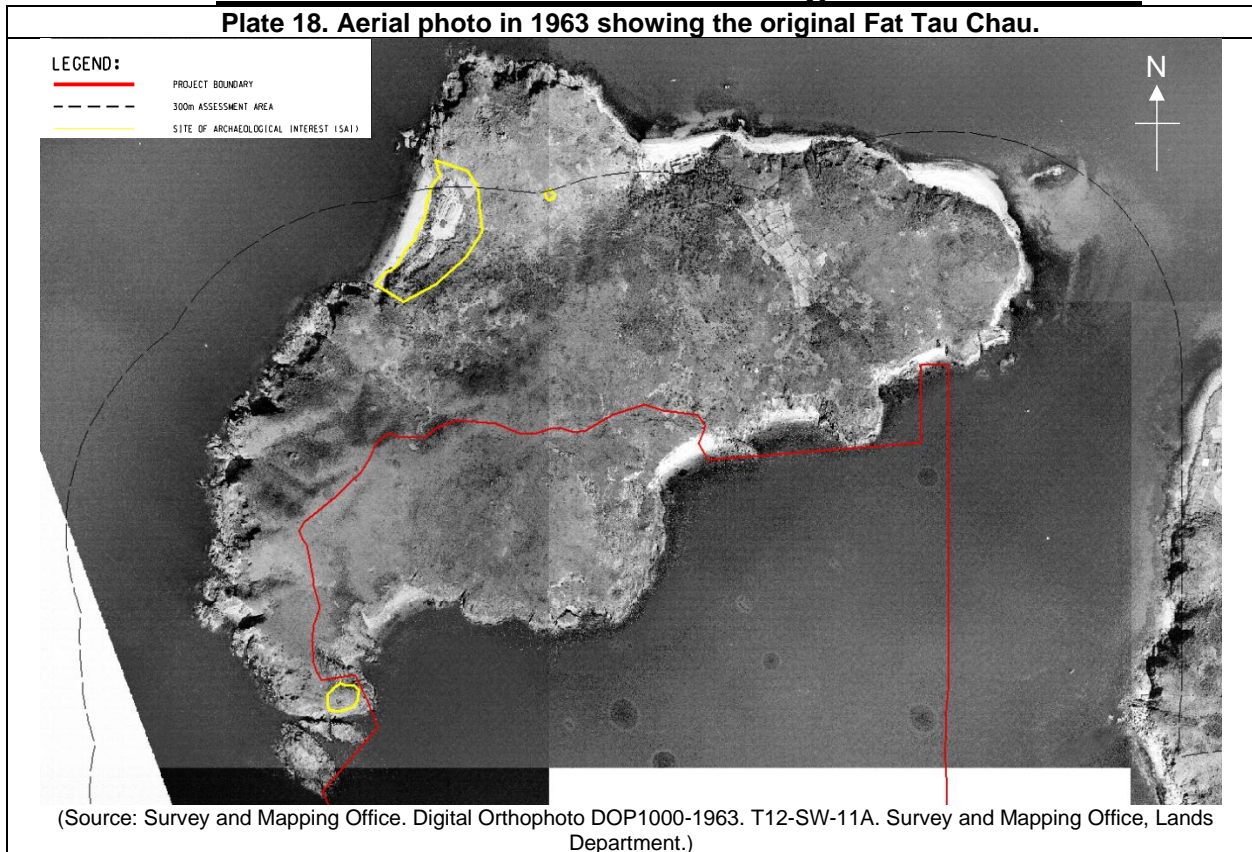 Plate 18. Aerial photo in 1963 showing the original Fat Tau Chau.
LEGEND:
PROJECT BOUNDARY
300m ASSESSMENT AREA
SITE OF ARCHAEOLOGICAL INTEREST (SAI)
N
(Source: Survey and Mapping Office. Digital Orthophoto DOP1000-1963. T12-SW-11A. Survey and Mapping Office, Lands
Department.)